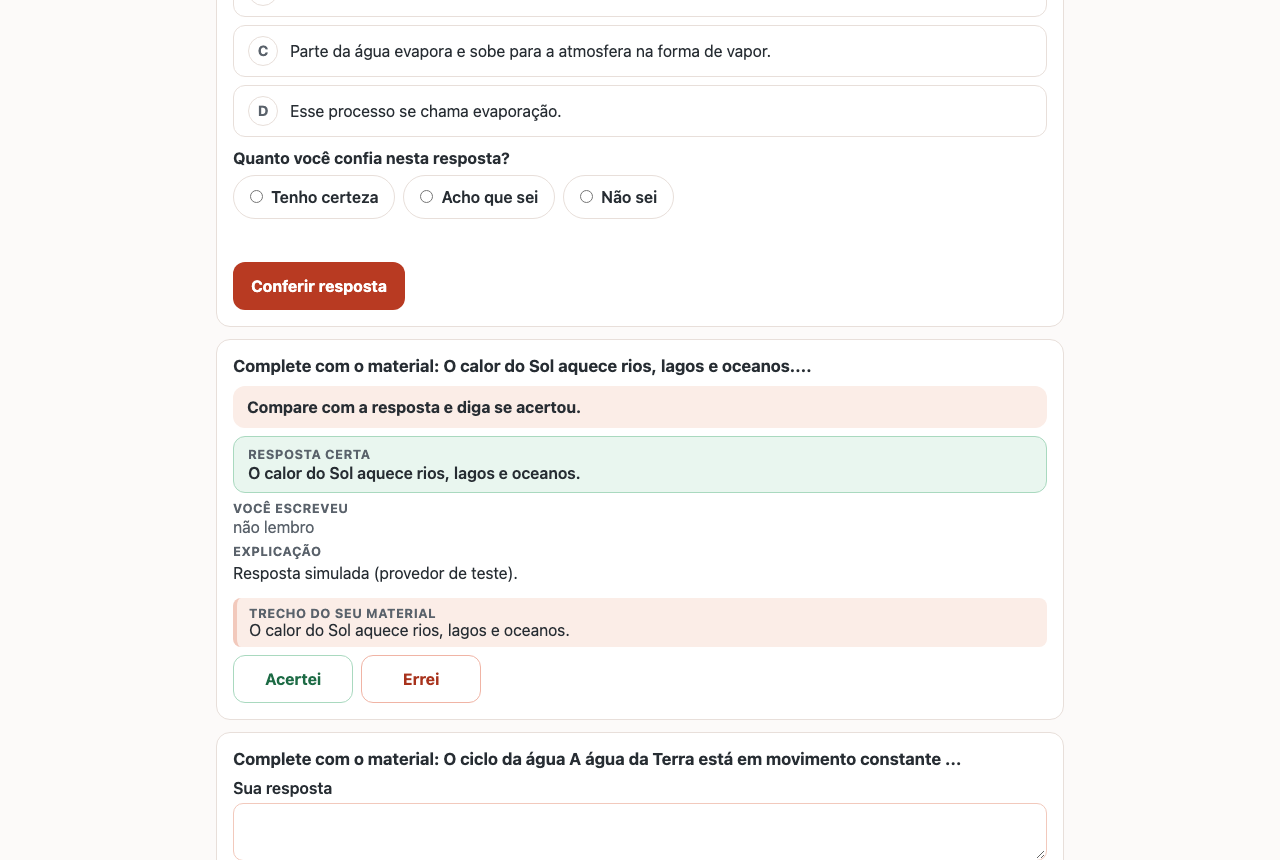 C Parte da água evapora e sobe para a atmosfera na forma de vapor.
D Esse processo se chama evaporação.
Quanto você confia nesta resposta?
Tenho certeza Acho que sei Não sei
Conferir resposta
Complete com o material: O calor do Sol aquece rios, lagos e oceanos....
Compare com a resposta e diga se acertou.
RESPOSTA CERTA
O calor do Sol aquece rios, lagos e oceanos.
VOCÊ ESCREVEU
não lembro
EXPLICAÇÃO
Resposta simulada (provedor de teste).
TRECHO DO SEU MATERIAL
O calor do Sol aquece rios, lagos e oceanos.
Acertei Errei
Complete com o material: O ciclo da água A água da Terra está em movimento constante ...
Sua resposta